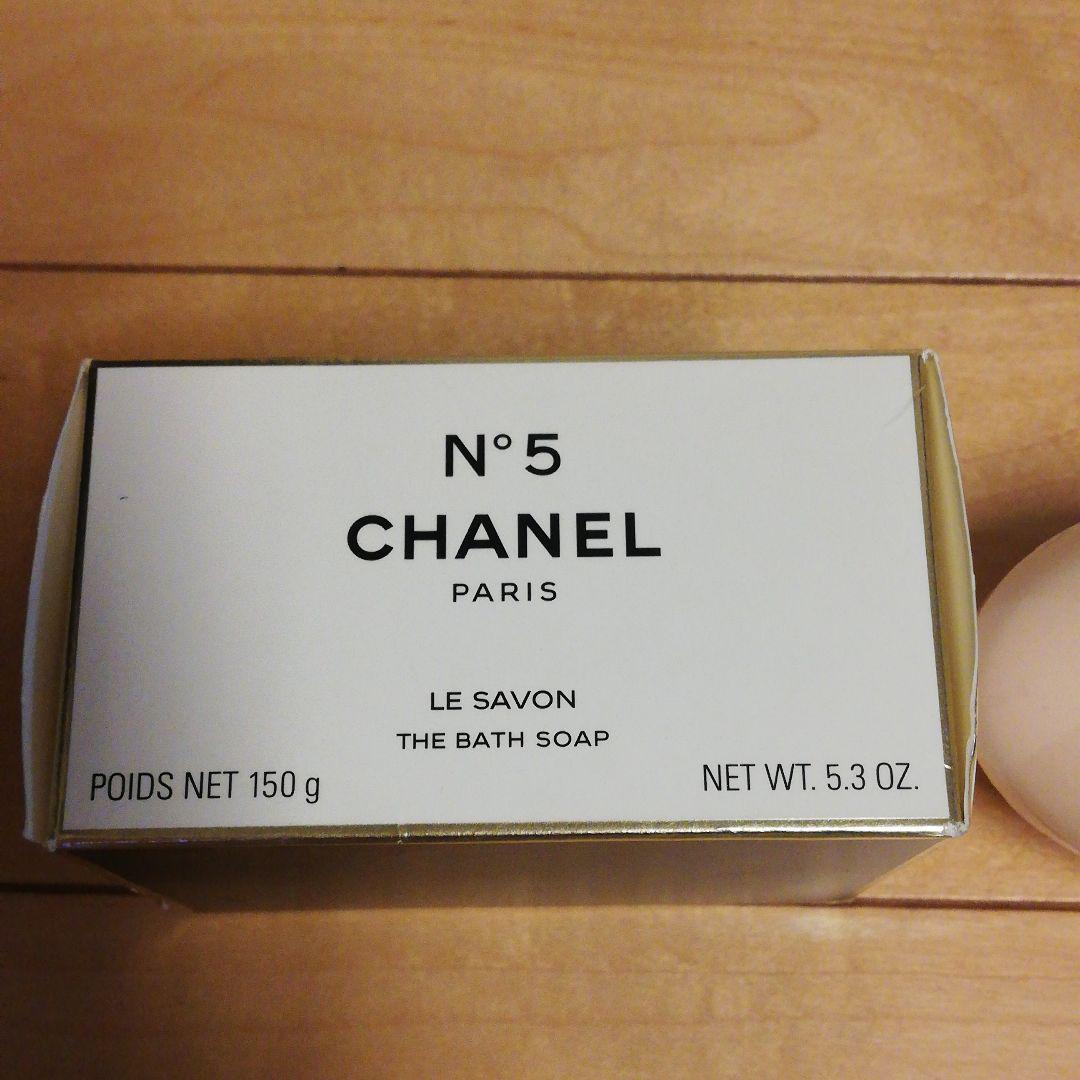 N° 5
CHANEL
PARIS
LE SAVON
THE BATH SOAP
POIDS NET 150 g
NET WT. 5.3 OZ.